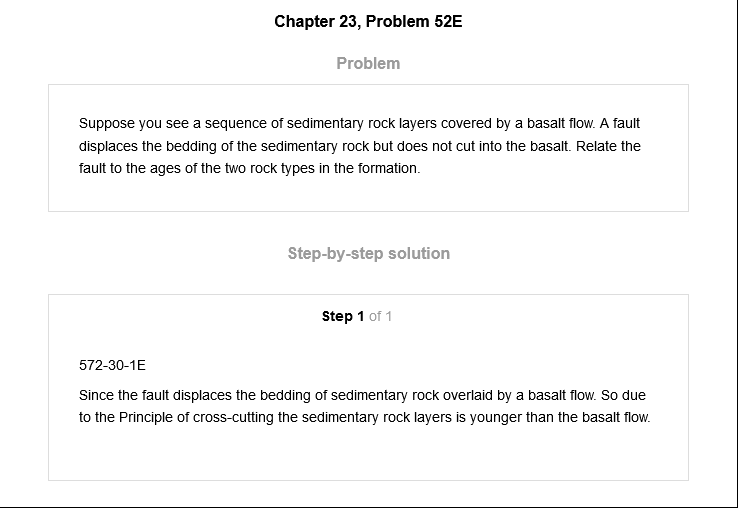 Chapter 23, Problem 52E
Problem
Suppose you see a sequence of sedimentary rock layers covered by a basalt flow. A fault
displaces the bedding of the sedimentary rock but does not cut into the basalt. Relate the
fault to the ages of the two rock types in the formation.
Step-by-step solution
Step 1 of 1
572-30-1E
Since the fault displaces the bedding of sedimentary rock overlaid by a basalt flow. So due
to the Principle of cross-cutting the sedimentary rock layers is younger than the basalt flow.